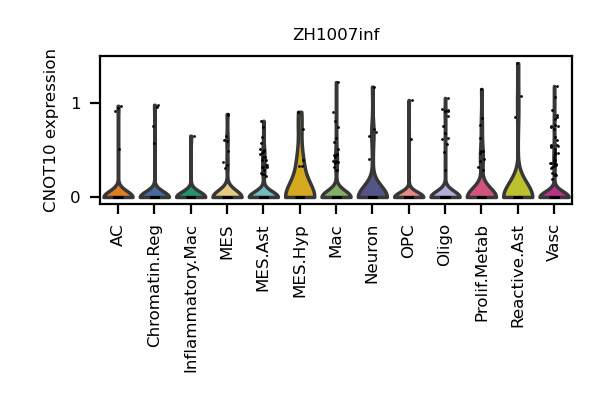 ZH1007inf
CNOT10 expression
1
0
AC
Chromatin.Reg
Inflammatory.Mac
MES
MES.Ast
MES.Hyp
Mac
Neuron
OPC
Oligo
Prolif.Metab
Reactive.Ast
Vasc